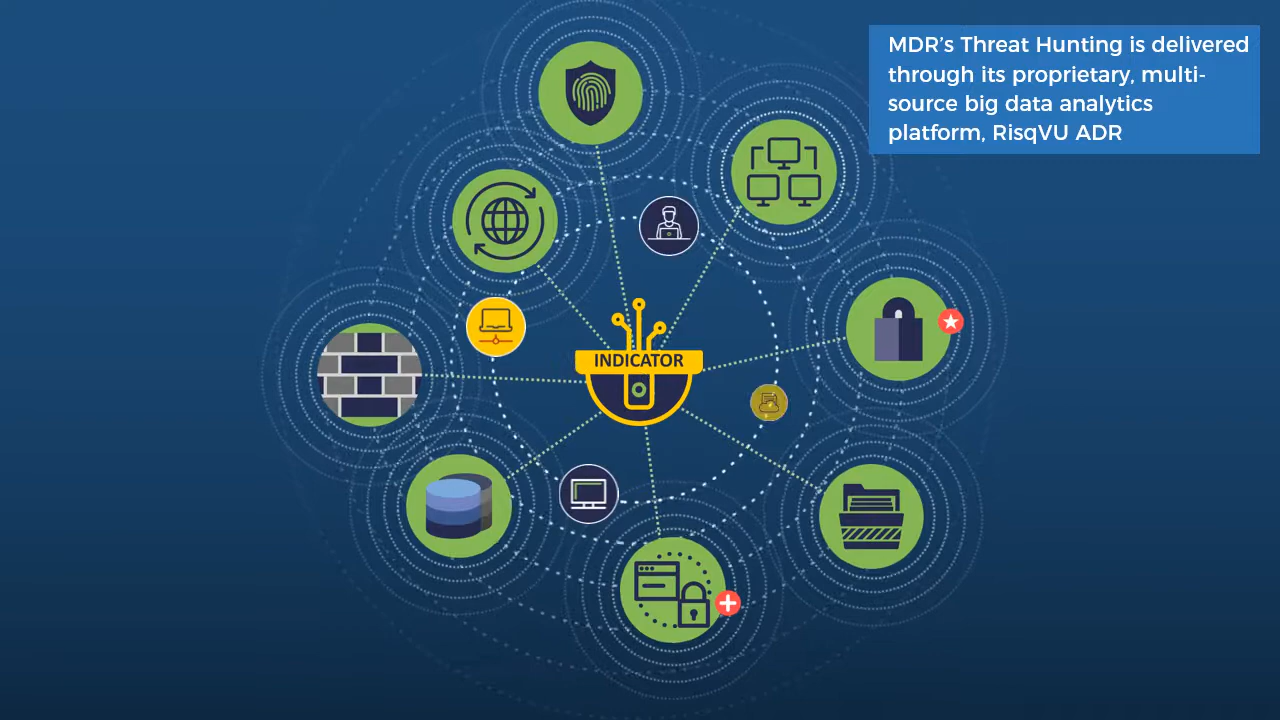 MDR’s Threat Hunting is delivered
through its proprietary, multi-
source big data analytics
platform, RisqVU ADR
INDICATOR